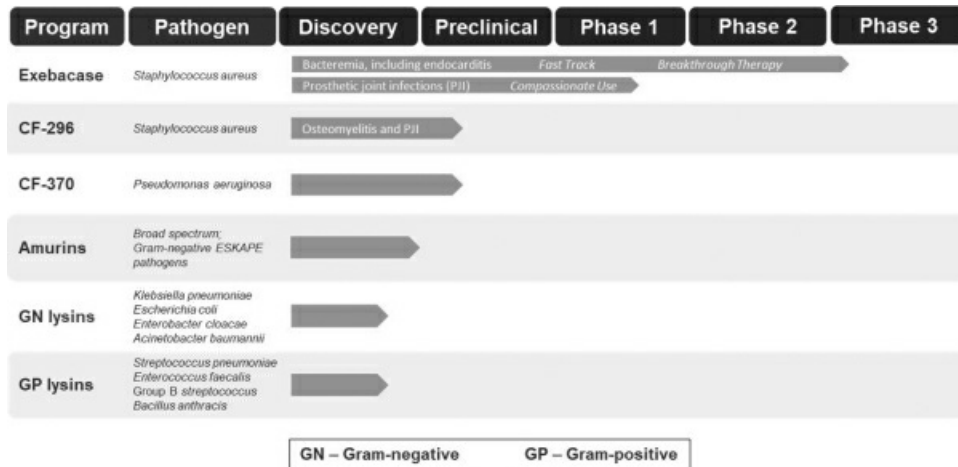 Program Pathogen Discovery Preclinical Phase 1 Phase 2 Phase 3
Exebacase
Staphylococcus aureus
Bacteremia, including endocarditis Fast Track Breakthrough Therapy
Prosthetic joint infections (PJI) Compassionate Use
CF-296
Staphylococcus aureus
Osteomyelitis and PJI
CF-370
Pseudomonas aeruginosa
Amurins
Broad spectrum;
Gram-negative ESKAPE
pathogens
GN lysins
Klebsiella pneumoniae
Escherichia coli
Enterobacter cloacae
Acinetobacter baumannii
GP lysins
Streptococcus pneumoniae
Enterococcus faecalis
Group B streptococcus
Bacillus anthracis
GN – Gram-negative GP – Gram-positive